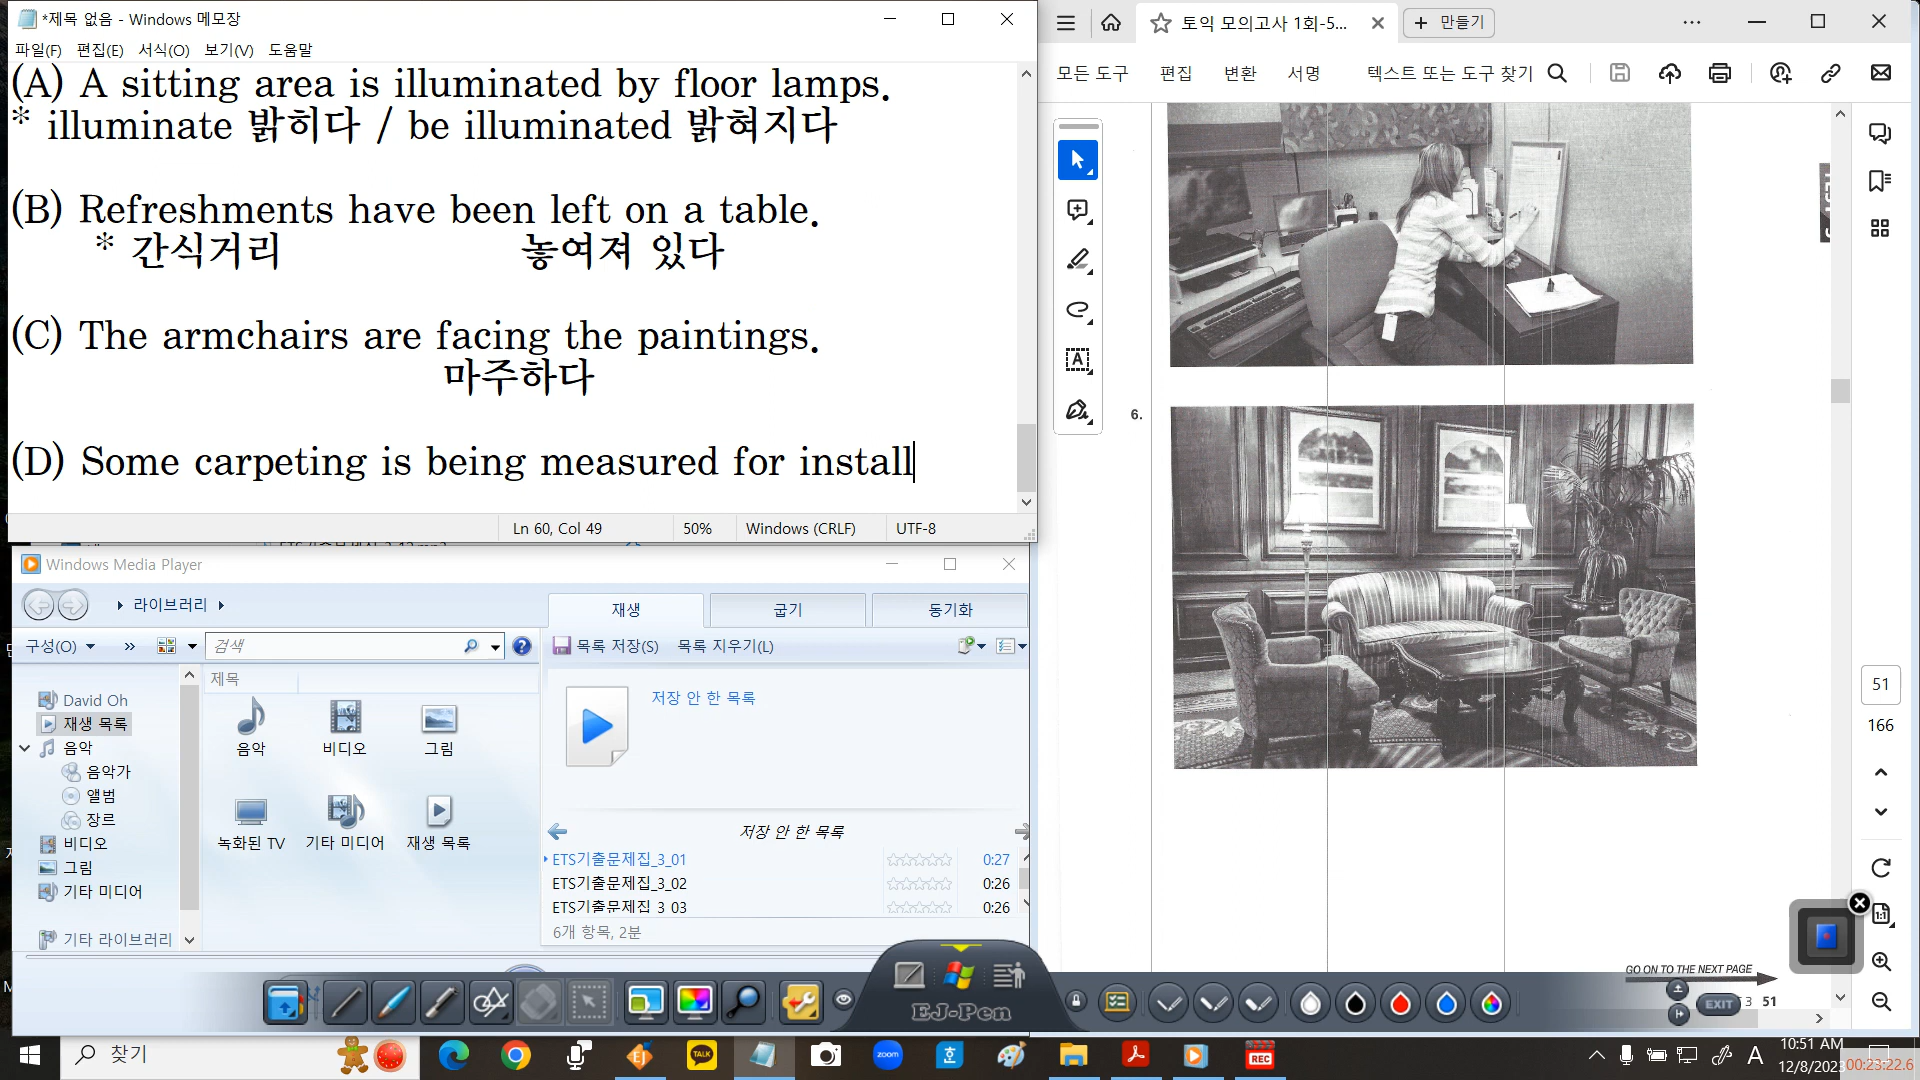 *제목 없음 - Windows 메모장
파일(F) 편집(E) 서식(O) 보기(V) 도움말
(A) A sitting area is illuminated by floor lamps.
* illuminate 밝히다 / be illuminated 밝혀지다
(B) Refreshments have been left on a table.
* 간식거리 놓여져 있다
(C) The armchairs are facing the paintings.
마주하다
(D) Some carpeting is being measured for install
Ln 60, Col 49 50% Windows (CRLF) UTF-8
Windows Media Player
라이브러리
재생 굽기 동기화
구성(O) » 검색
목록 저장(S) 목록 지우기(L)
제목
David Oh
재생 목록
음악
음악가
앨범
장르
비디오
그림
기타 미디어
기타 라이브러리
음악 비디오 그림
녹화된 TV 기타 미디어 재생 목록
저장 안 한 목록
저장 안 한 목록
ETS기출문제집_3_01 0:27
ETS기출문제집_3_02 0:26
ETS기출문제집_3_03 0:26
6개 항목, 2분
토익 모의고사 1회-5... + 만들기
모든 도구 편집 변환 서명 텍스트 또는 도구 찾기
6.
51
166
GO ON TO THE NEXT PAGE
3 51
EJ-Pen
EXIT
찾기
TALK
zoom
REC
A
10:51 AM
12/8/2023
00:23:22.6